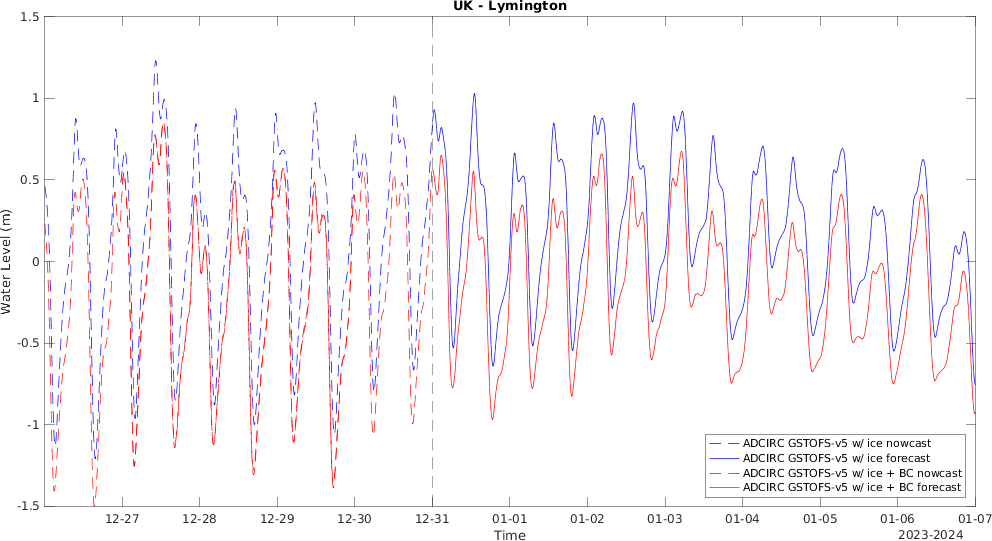 UK - Lymington
1.5
1
0.5
0
-0.5
-1
-1.5
Water Level (m)
12-27 12-28 12-29 12-30 12-31 01-01 01-02 01-03 01-04 01-05 01-06 01-07
Time
2023-2024
ADCIRC GSTOFS-v5 w/ ice nowcast
ADCIRC GSTOFS-v5 w/ ice forecast
ADCIRC GSTOFS-v5 w/ ice + BC nowcast
ADCIRC GSTOFS-v5 w/ ice + BC forecast